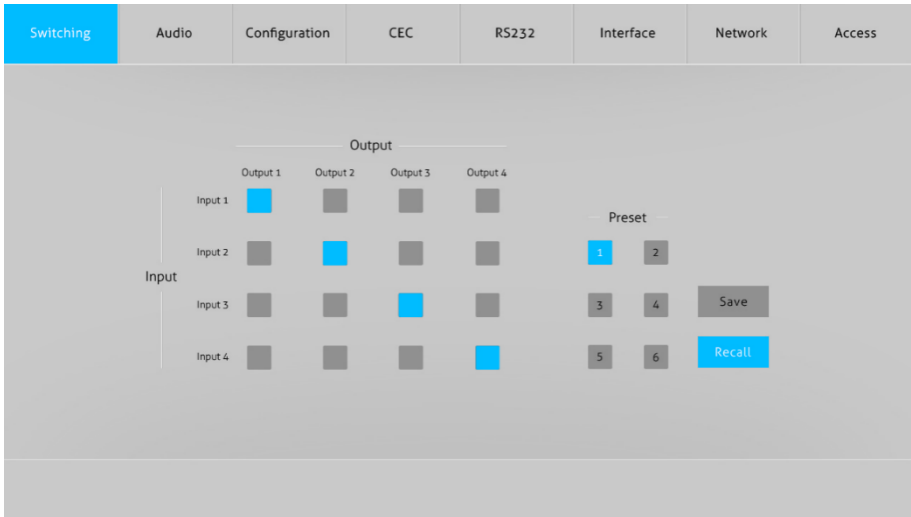 Switching Audio Configuration CEC RS232 Interface Network Access
Output
Output 1 Output 2 Output 3 Output 4
Input 1
Preset
Input 2
1 2
Input
Input 3
3 4
Save
Input 4
5 6
Recall